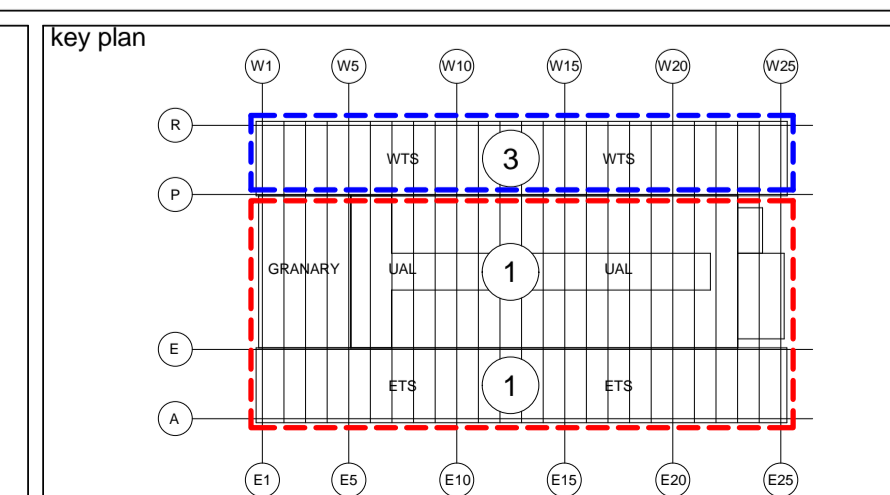 key plan
W1 W5 W10 W15 W20 W25
R
WTS 3 WTS
P
GRANARY UAL 1 UAL
E
ETS 1 ETS
A
E1 E5 E10 E15 E20 E25